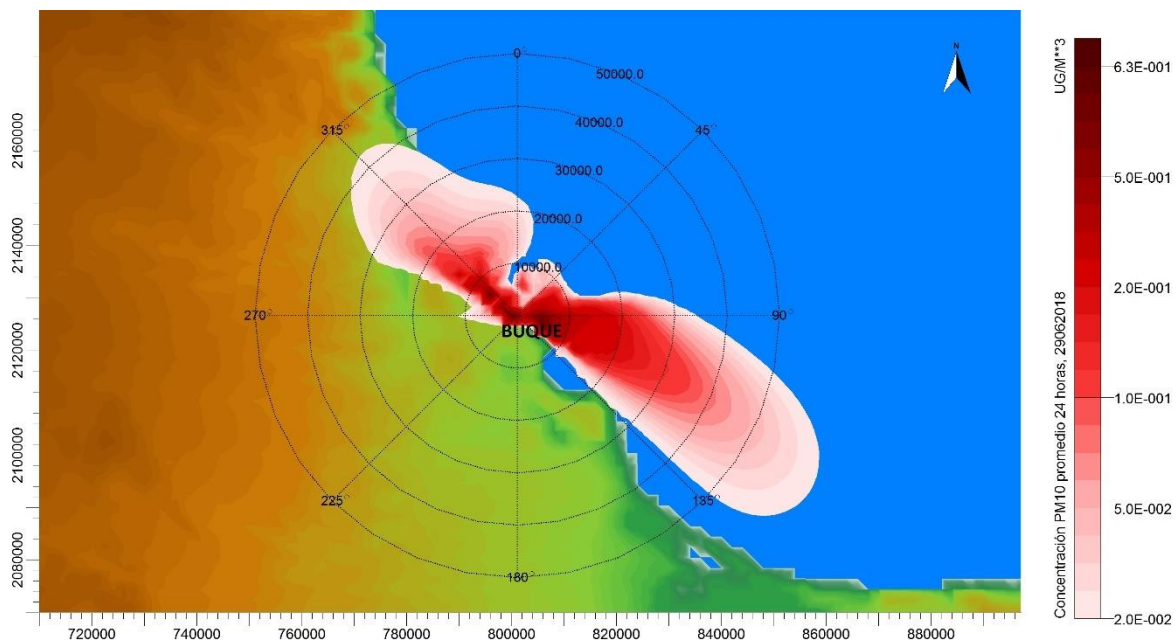 N
0°
50000.0
315°
40000.0
45°
30000.0
20000.0
10000.0
270°
BUQUE
90°
225°
135°
180°
2160000
2140000
2120000
2100000
2080000
720000 740000 760000 780000 800000 820000 840000 860000 880000
UG/M**3
Concentración PM10 promedio 24 horas, 29062018
6.3E-001
5.0E-001
2.0E-001
1.0E-001
5.0E-002
2.0E-002